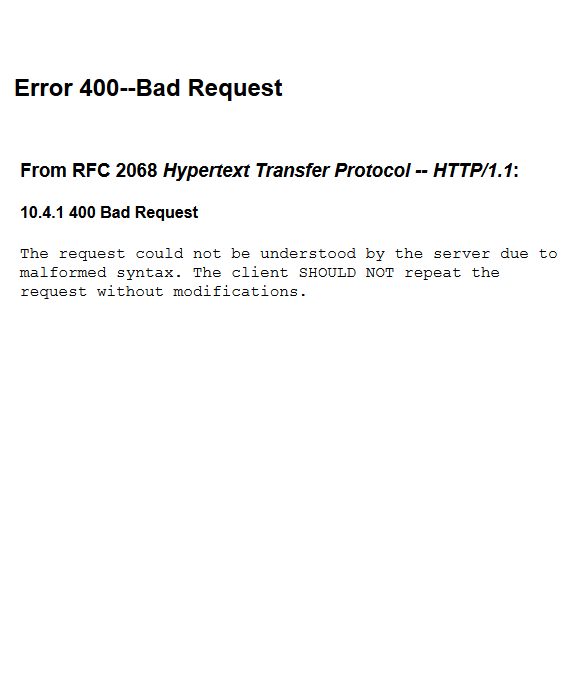 Error 400--Bad Request
From RFC 2068 Hypertext Transfer Protocol -- HTTP/1.1:
10.4.1 400 Bad Request
The request could not be understood by the server due to
malformed syntax. The client SHOULD NOT repeat the
request without modifications.